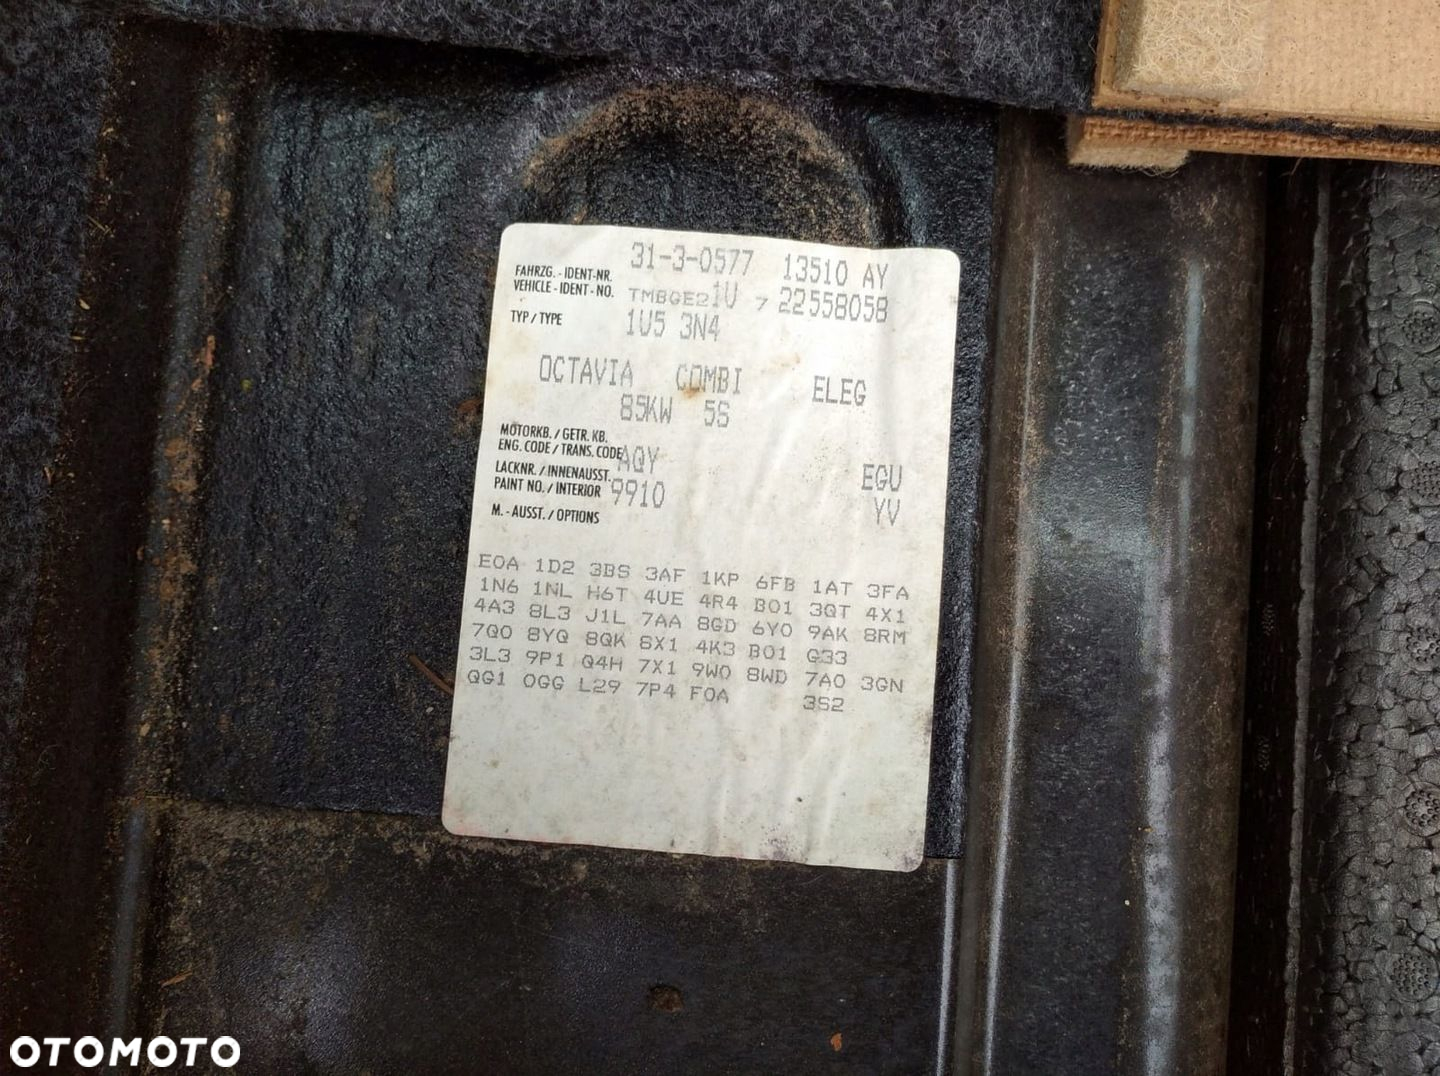 31-3-0577 13510 AY
FAHRZG. - IDENT-NR.
VEHICLE - IDENT - NO. TMBGE21U 7 22558058
TYP / TYPE 1U5 3N4
OCTAVIA COMBI ELEG
85KW 5S
MOTORKB. / GETR. KB.
ENG. CODE / TRANS. CODE AQY EGU
LACKNR. / INNENAUSST.
PAINT NO. / INTERIOR 9910 YV
M. - AUSST. / OPTIONS
E0A 1D2 3BS 3AF 1KP 6FB 1AT 3FA
1N6 1NL H6T 4UE 4R4 B01 3QT 4X1
4A3 8L3 J1L 7AA 8GD 6Y0 9AK 8RM
7Q0 8YQ 8QK 8X1 4K3 B01 G33
3L3 9P1 Q4H 7X1 9W0 8WD 7A0 3GN
QG1 0GG L29 7P4 F0A 3S2
OTOMOTO